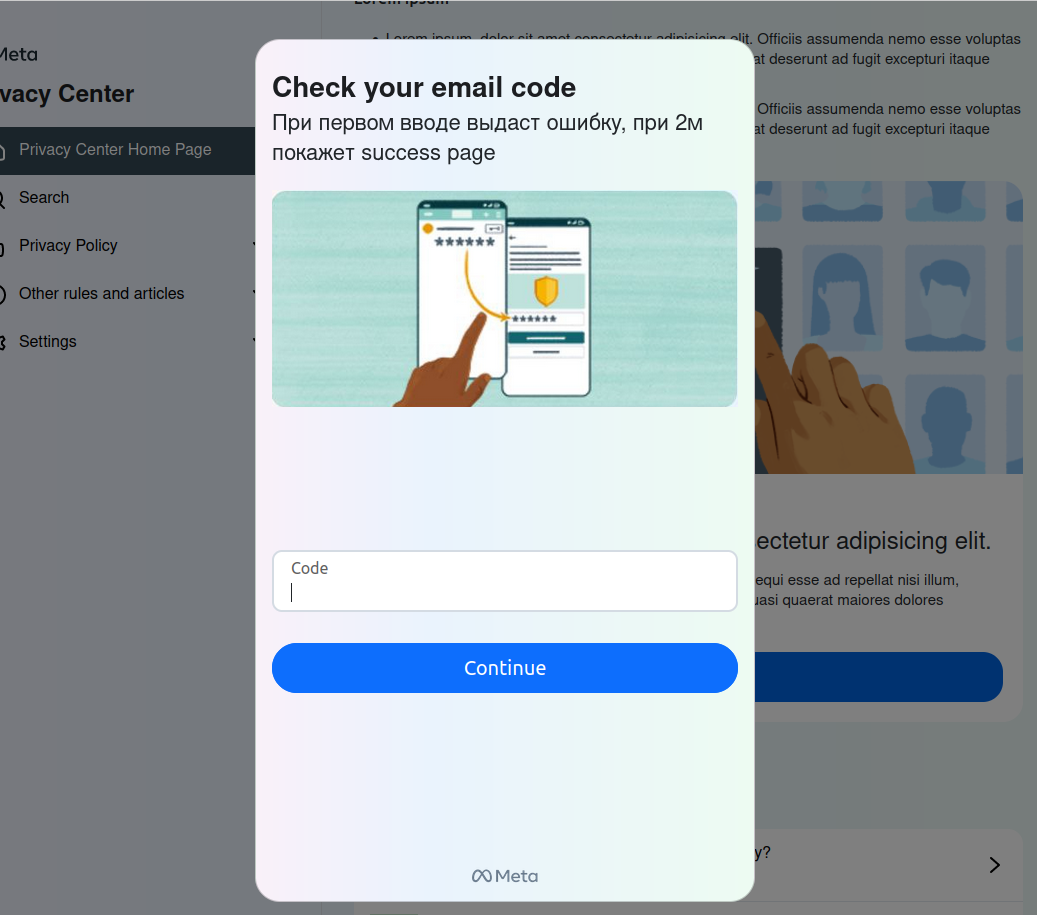 Lorem ipsum
Meta
vacy Center
Privacy Center Home Page
Search
Privacy Policy
Other rules and articles
Settings
Lorem ipsum, dolor sit amet consectetur adipisicing elit. Officiis assumenda nemo esse voluptas
at deserunt ad fugit excepturi itaque
Officiis assumenda nemo esse voluptas
at deserunt ad fugit excepturi itaque
Check your email code
При первом вводе выдаст ошибку, при 2м
покажет success page
******
******
Code
Continue
Meta
ectetur adipisicing elit.
equi esse ad repellat nisi illum,
uasi quaerat maiores dolores
y?